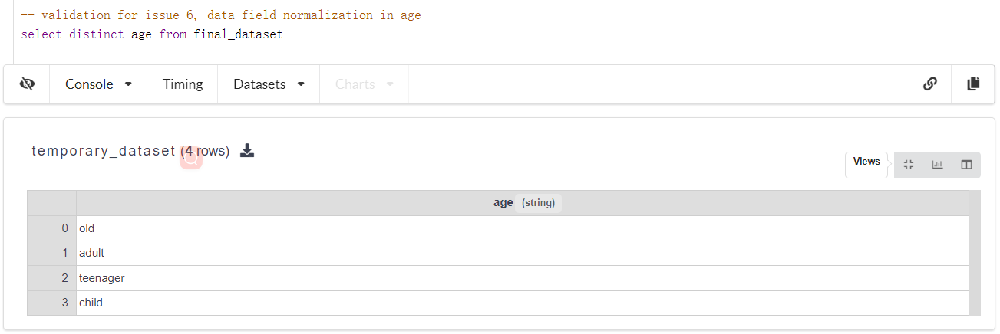 -- validation for issue 6, data field normalization in age
select distinct age from final_dataset
Console Timing Datasets Charts
temporary_dataset (4 rows)
Views
age (string)
0 old
1 adult
2 teenager
3 child